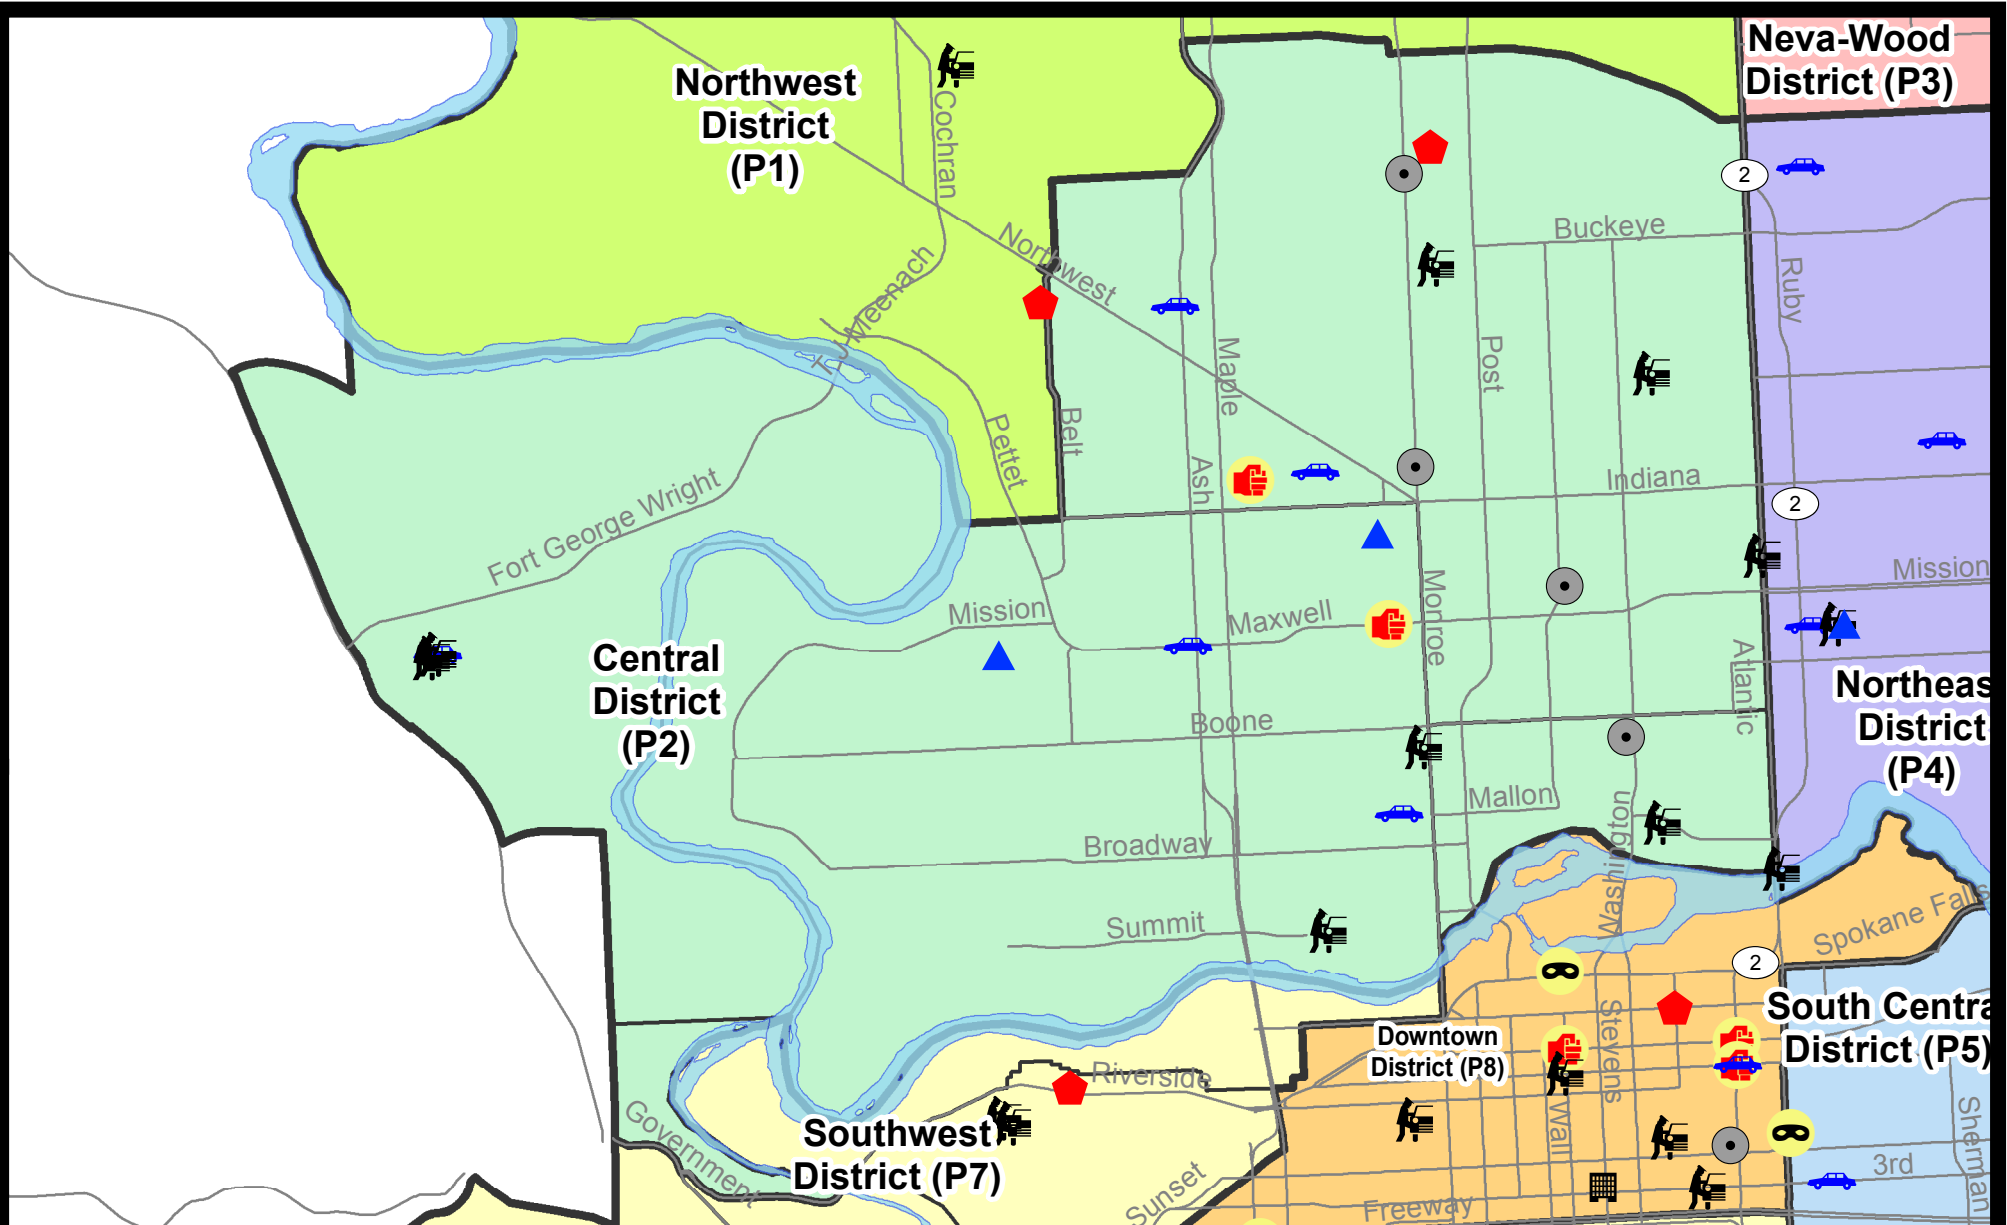 Neva-Wood
District (P3)
Northwest
District
(P1)
Cochran
2
Buckeye
Northwest
T J Meenach
Ruby
Maple
Post
Belt
Pettet
Ash
Indiana
Fort George Wright
2
Mission
Monroe
Mission
Maxwell
Atlantic
Central
District
(P2)
Northeas
District
(P4)
Boone
Mallon
Washington
Broadway
Summit
Spokane Falls
2
South Centra
District (P5)
Stevens
Downtown
District (P8)
Riverside
Government
Wall
Sherman
Southwest
District (P7)
3rd
Sunset
Freeway